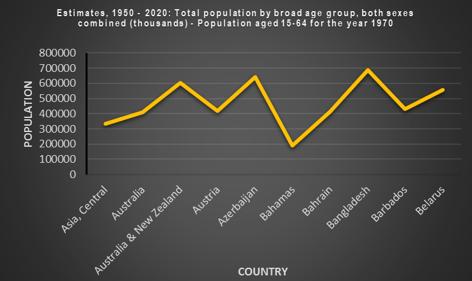 Estimates, 1950 - 2020: Total population by broad age group, both sexes
combined (thousands) - Population aged 15-64 for the year 1970
800000
700000
600000
500000
400000
300000
200000
100000
0
POPULATION
Asia, Central
Australia
Australia & New Zealand
Austria
Azerbaijan
Bahamas
Bahrain
Bangladesh
Barbados
Belarus
COUNTRY